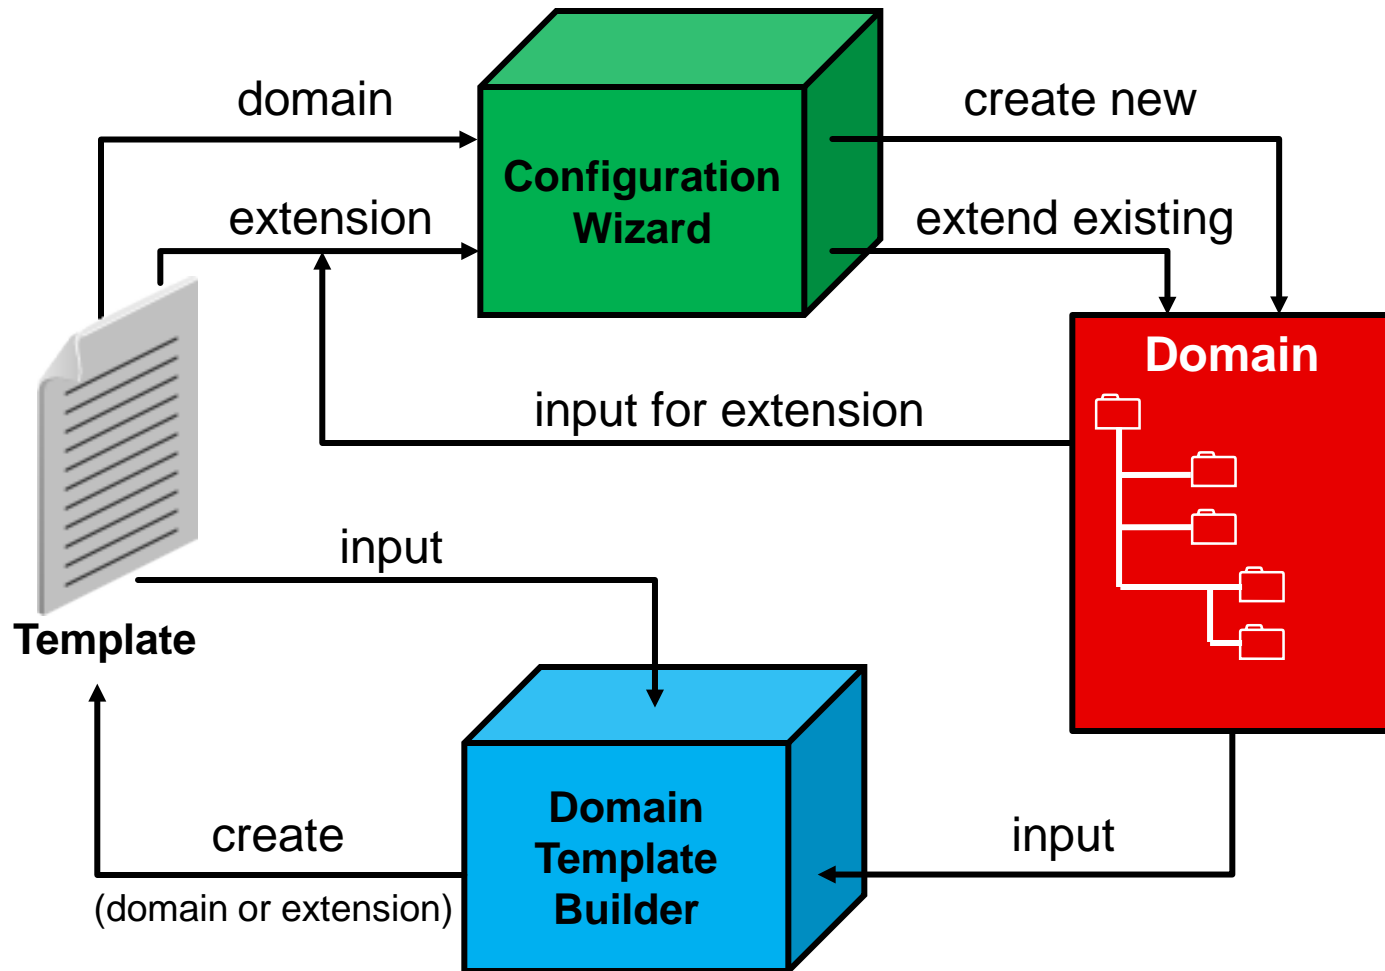 domain
create new
Configuration
Wizard
extension
extend existing
Domain
input for extension
input
Template
Domain
Template
Builder
create
(domain or extension)
input